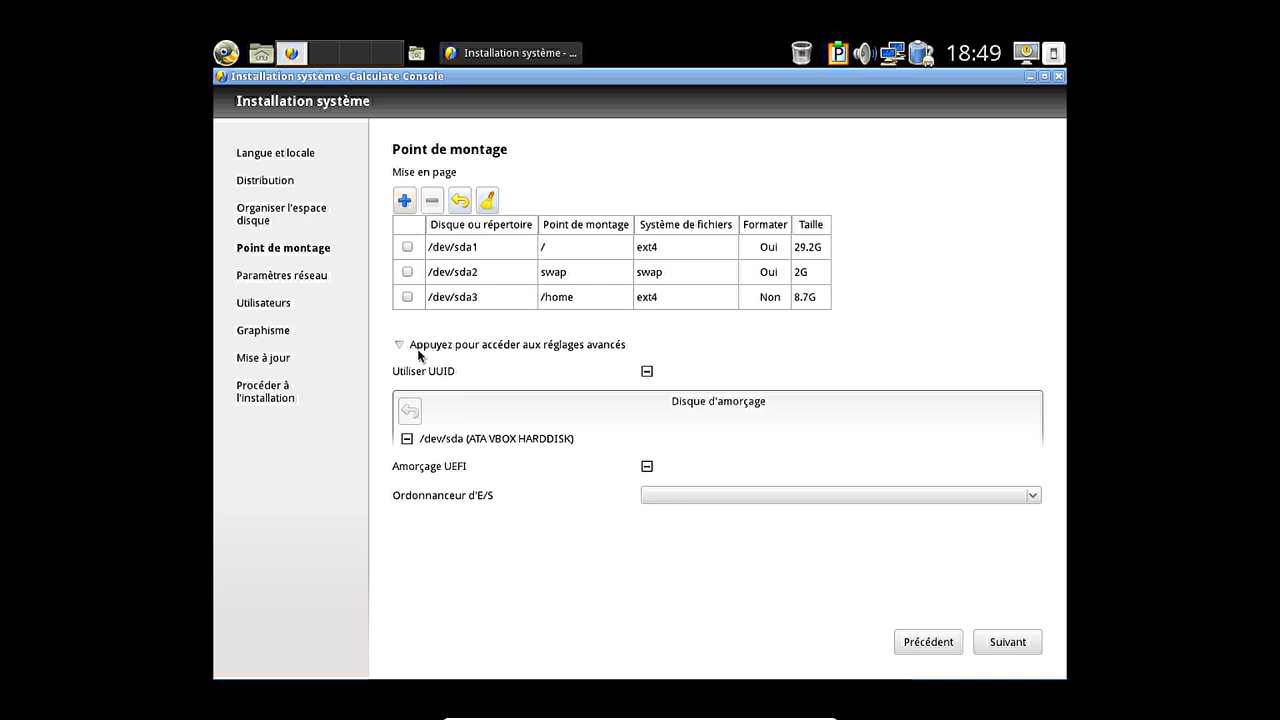 Installation système - ...
18:49
Installation système - Calculate Console
Installation système
Langue et locale
Distribution
Organiser l'espace
disque
Point de montage
Paramètres réseau
Utilisateurs
Graphisme
Mise à jour
Procéder à
l'installation
Point de montage
Mise en page
Disque ou répertoire Point de montage Système de fichiers Formater Taille
/dev/sda1 / ext4 Oui 29.2G
/dev/sda2 swap swap Oui 2G
/dev/sda3 /home ext4 Non 8.7G
Appuyez pour accéder aux réglages avancés
Utiliser UUID
Disque d'amorçage
/dev/sda (ATA VBOX HARDDISK)
Amorçage UEFI
Ordonnanceur d'E/S
Précédent Suivant